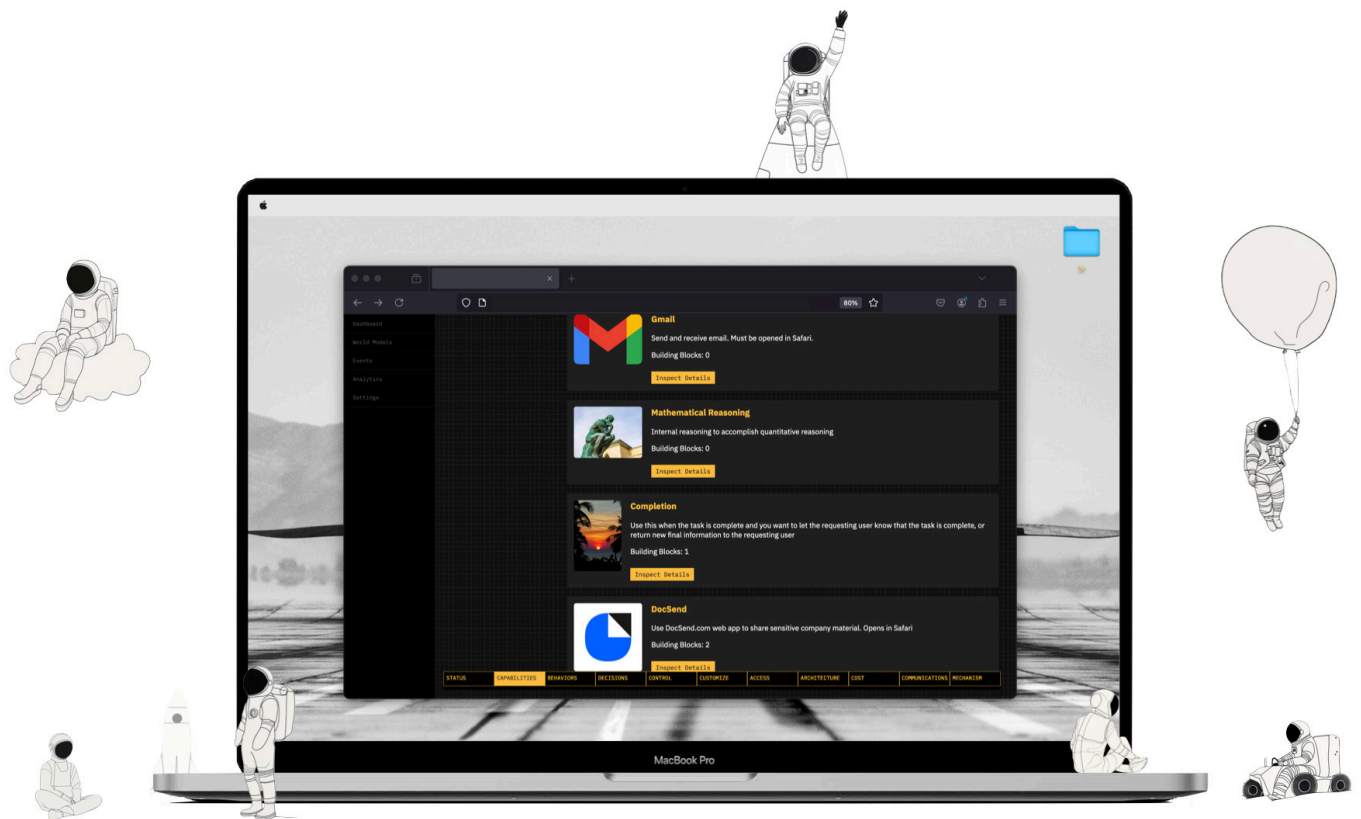 80%
Dashboard
World Models
Events
Analytics
Settings
Gmail
Send and receive email. Must be opened in Safari.
Building Blocks: 0
Inspect Details
Mathematical Reasoning
Internal reasoning to accomplish quantitative reasoning
Building Blocks: 0
Inspect Details
Completion
Use this when the task is complete and you want to let the requesting user know that the task is complete, or
return new final information to the requesting user
Building Blocks: 1
Inspect Details
DocSend
Use DocSend.com web app to share sensitive company material. Opens in Safari
Building Blocks: 2
Inspect Details
STATUS CAPABILITIES BEHAVIORS DECISIONS CONTROL CUSTOMIZE ACCESS ARCHITECTURE COST COMMUNICATIONS MECHANISM
MacBook Pro